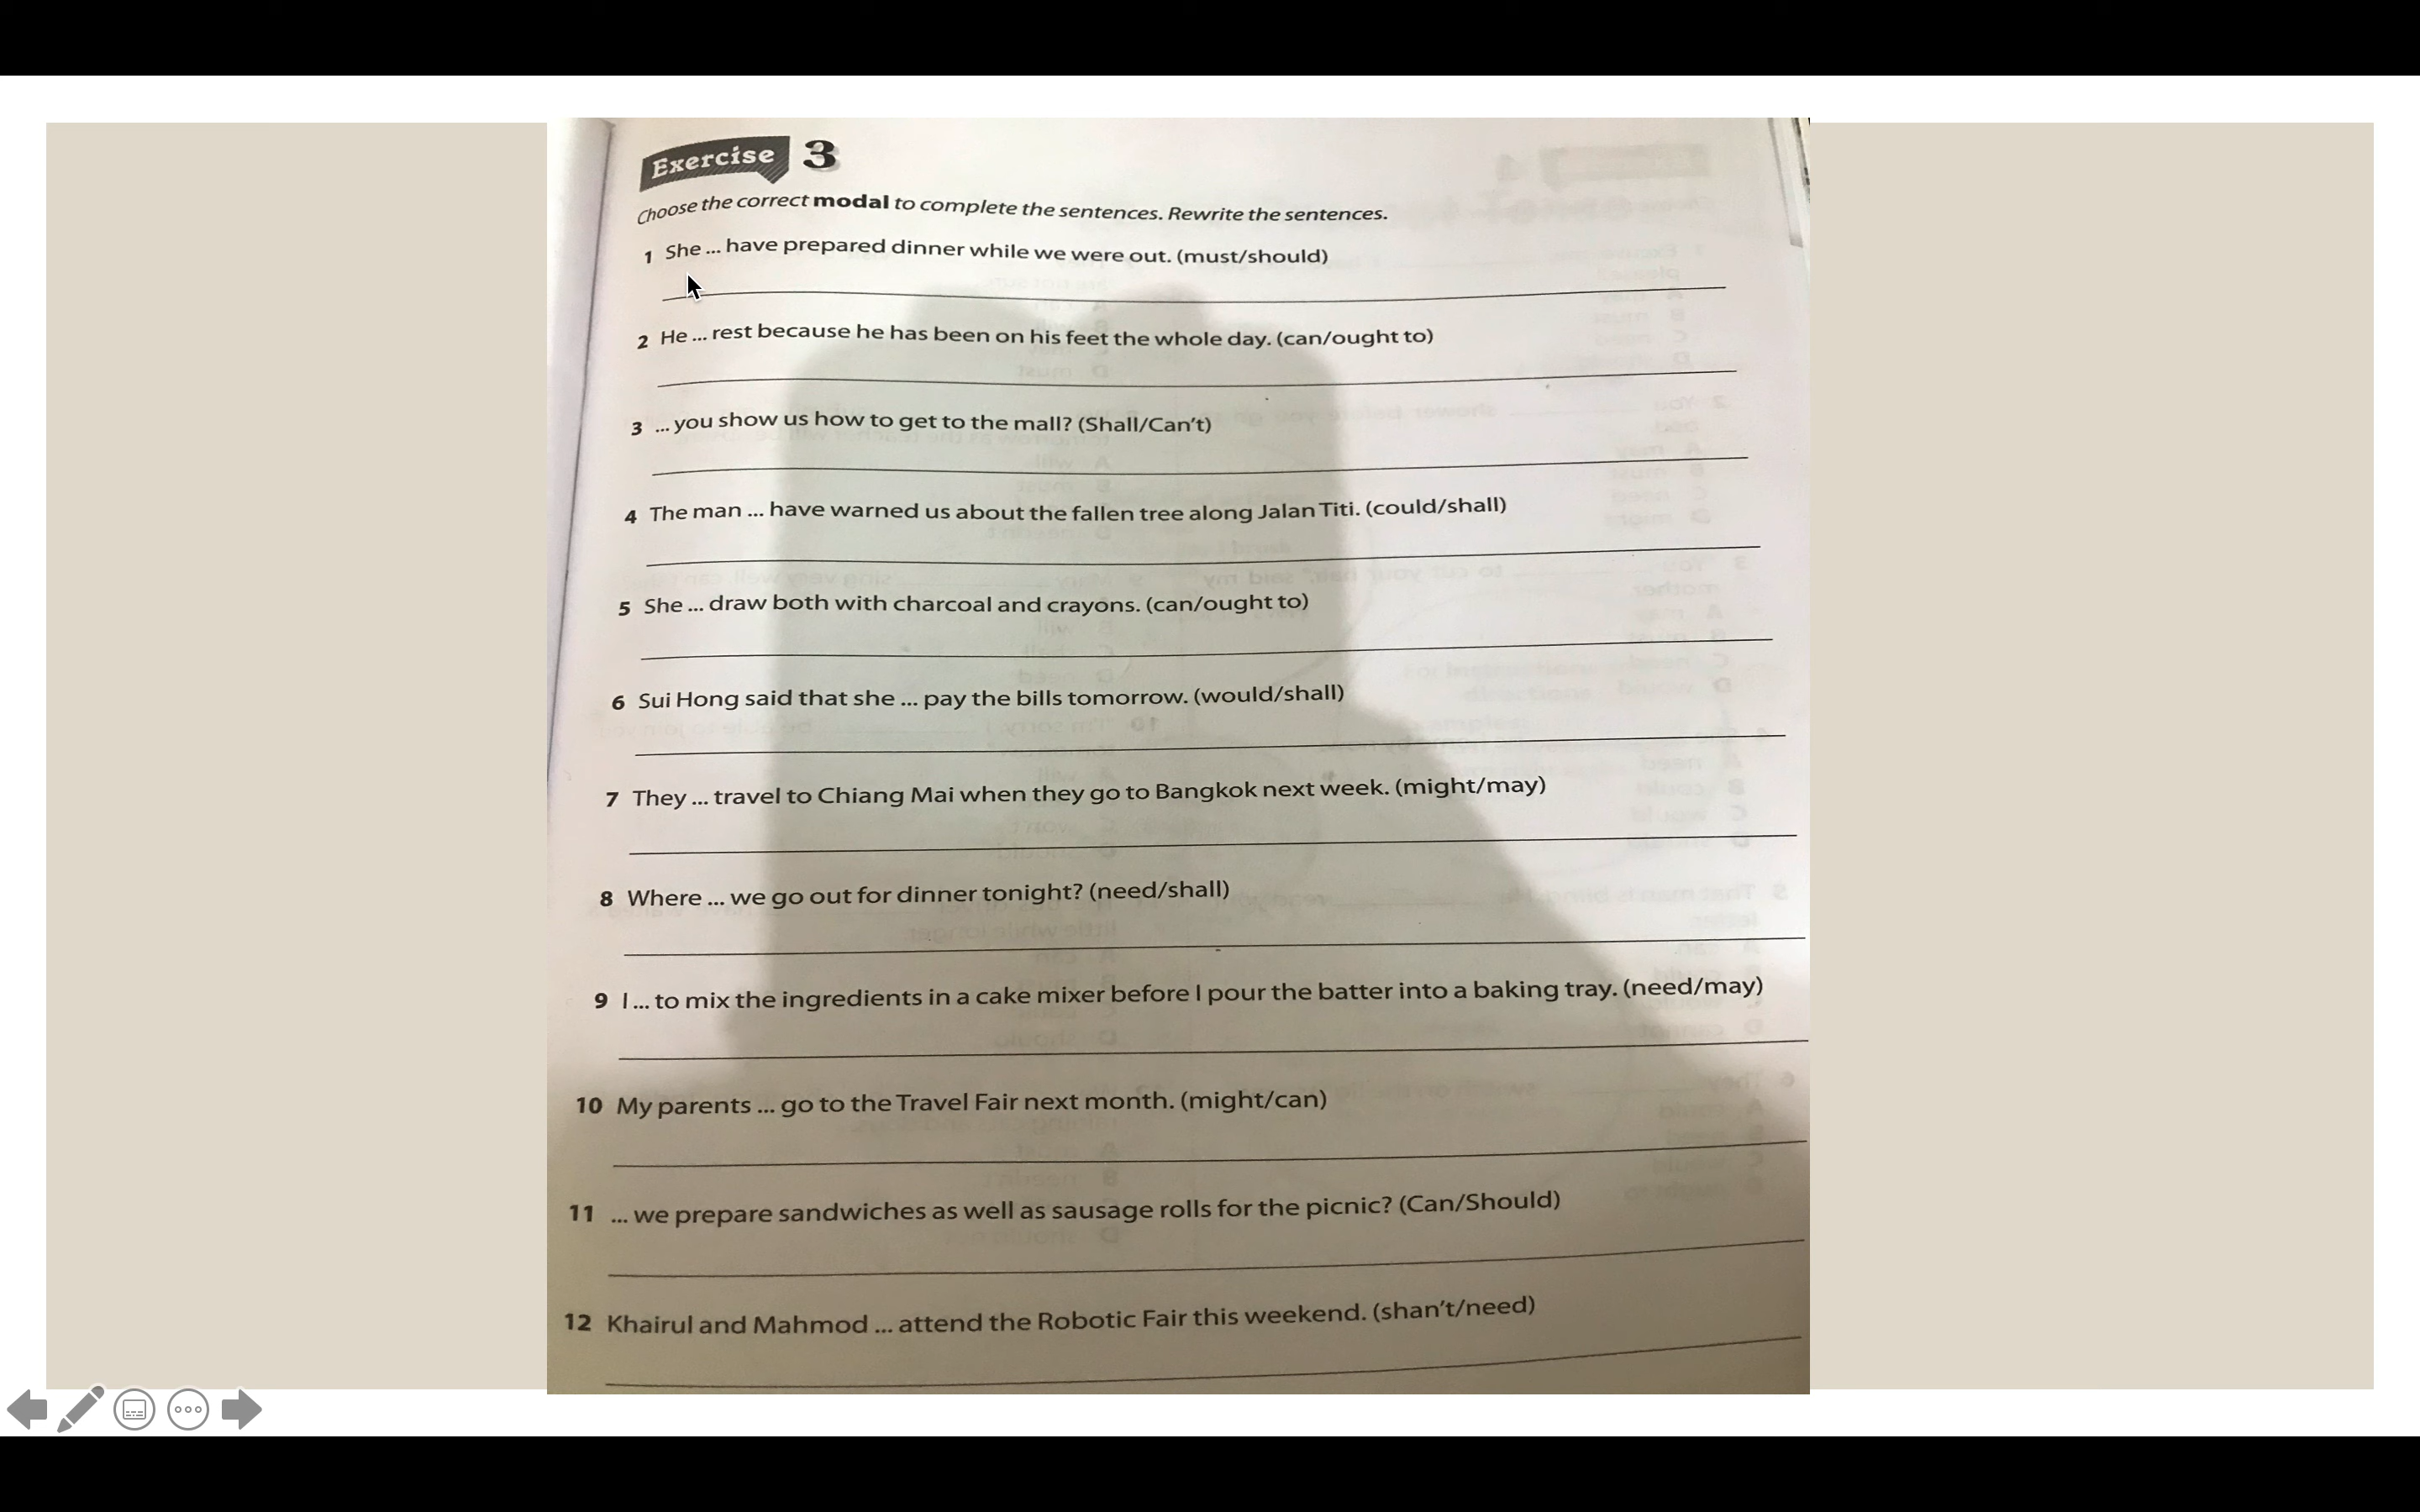 Exercise 3
Choose the correct modal to complete the sentences. Rewrite the sentences.
1 She ... have prepared dinner while we were out. (must/should)
2 He ... rest because he has been on his feet the whole day. (can/ought to)
3 ... you show us how to get to the mall? (Shall/Can't)
4 The man ... have warned us about the fallen tree along Jalan Titi. (could/shall)
5 She ... draw both with charcoal and crayons. (can/ought to)
6 Sui Hong said that she ... pay the bills tomorrow. (would/shall)
7 They ... travel to Chiang Mai when they go to Bangkok next week. (might/may)
8 Where ... we go out for dinner tonight? (need/shall)
9 I ... to mix the ingredients in a cake mixer before I pour the batter into a baking tray. (need/may)
10 My parents ... go to the Travel Fair next month. (might/can)
11 ... we prepare sandwiches as well as sausage rolls for the picnic? (Can/Should)
12 Khairul and Mahmod ... attend the Robotic Fair this weekend. (shan't/need)